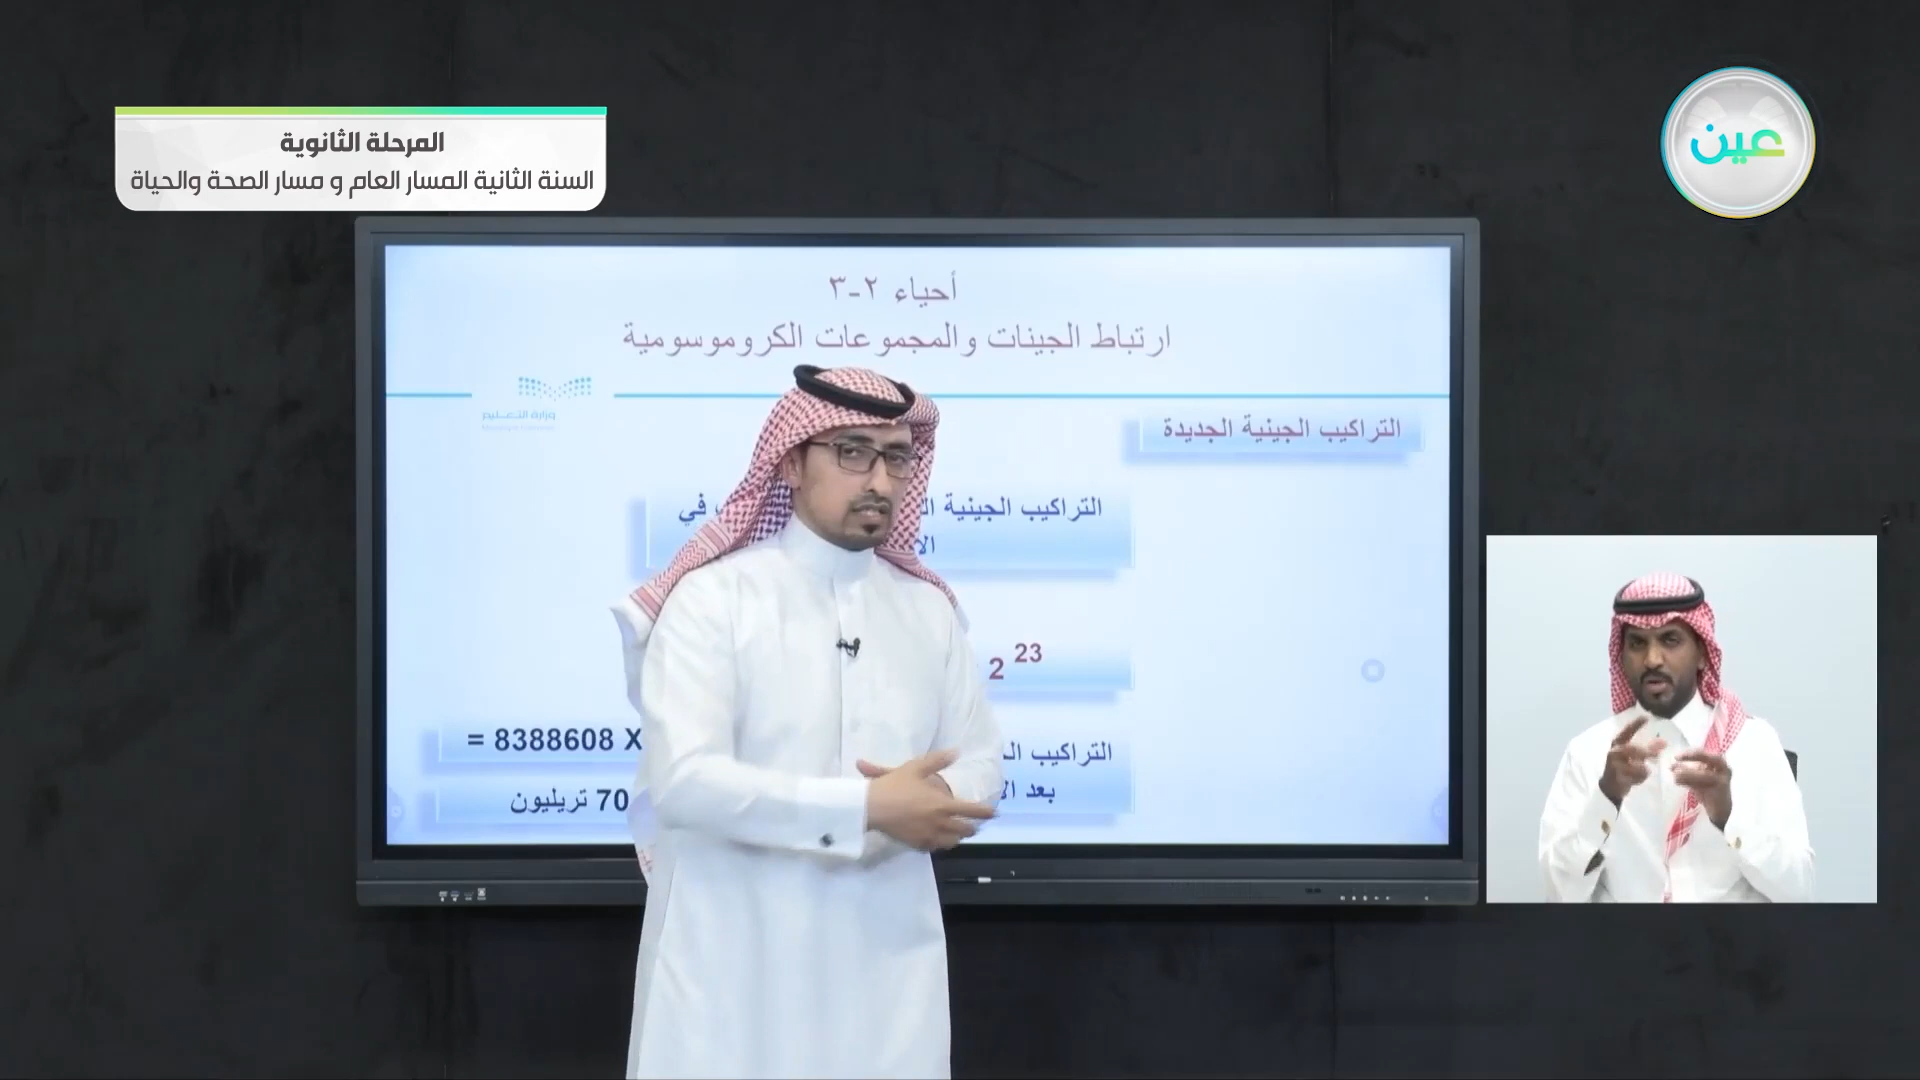 المرحلة الثانوية
السنة الثانية المسار العام و مسار الصحة والحياة
عين
أحياء ٢-٣
ارتباط الجينات والمجموعات الكروموسومية
وزارة التعليم
التراكيب الجينية الجديدة
التراكيب الجينية في
2 23
التراكيب
بعد
8388608 X =
70 تريليون